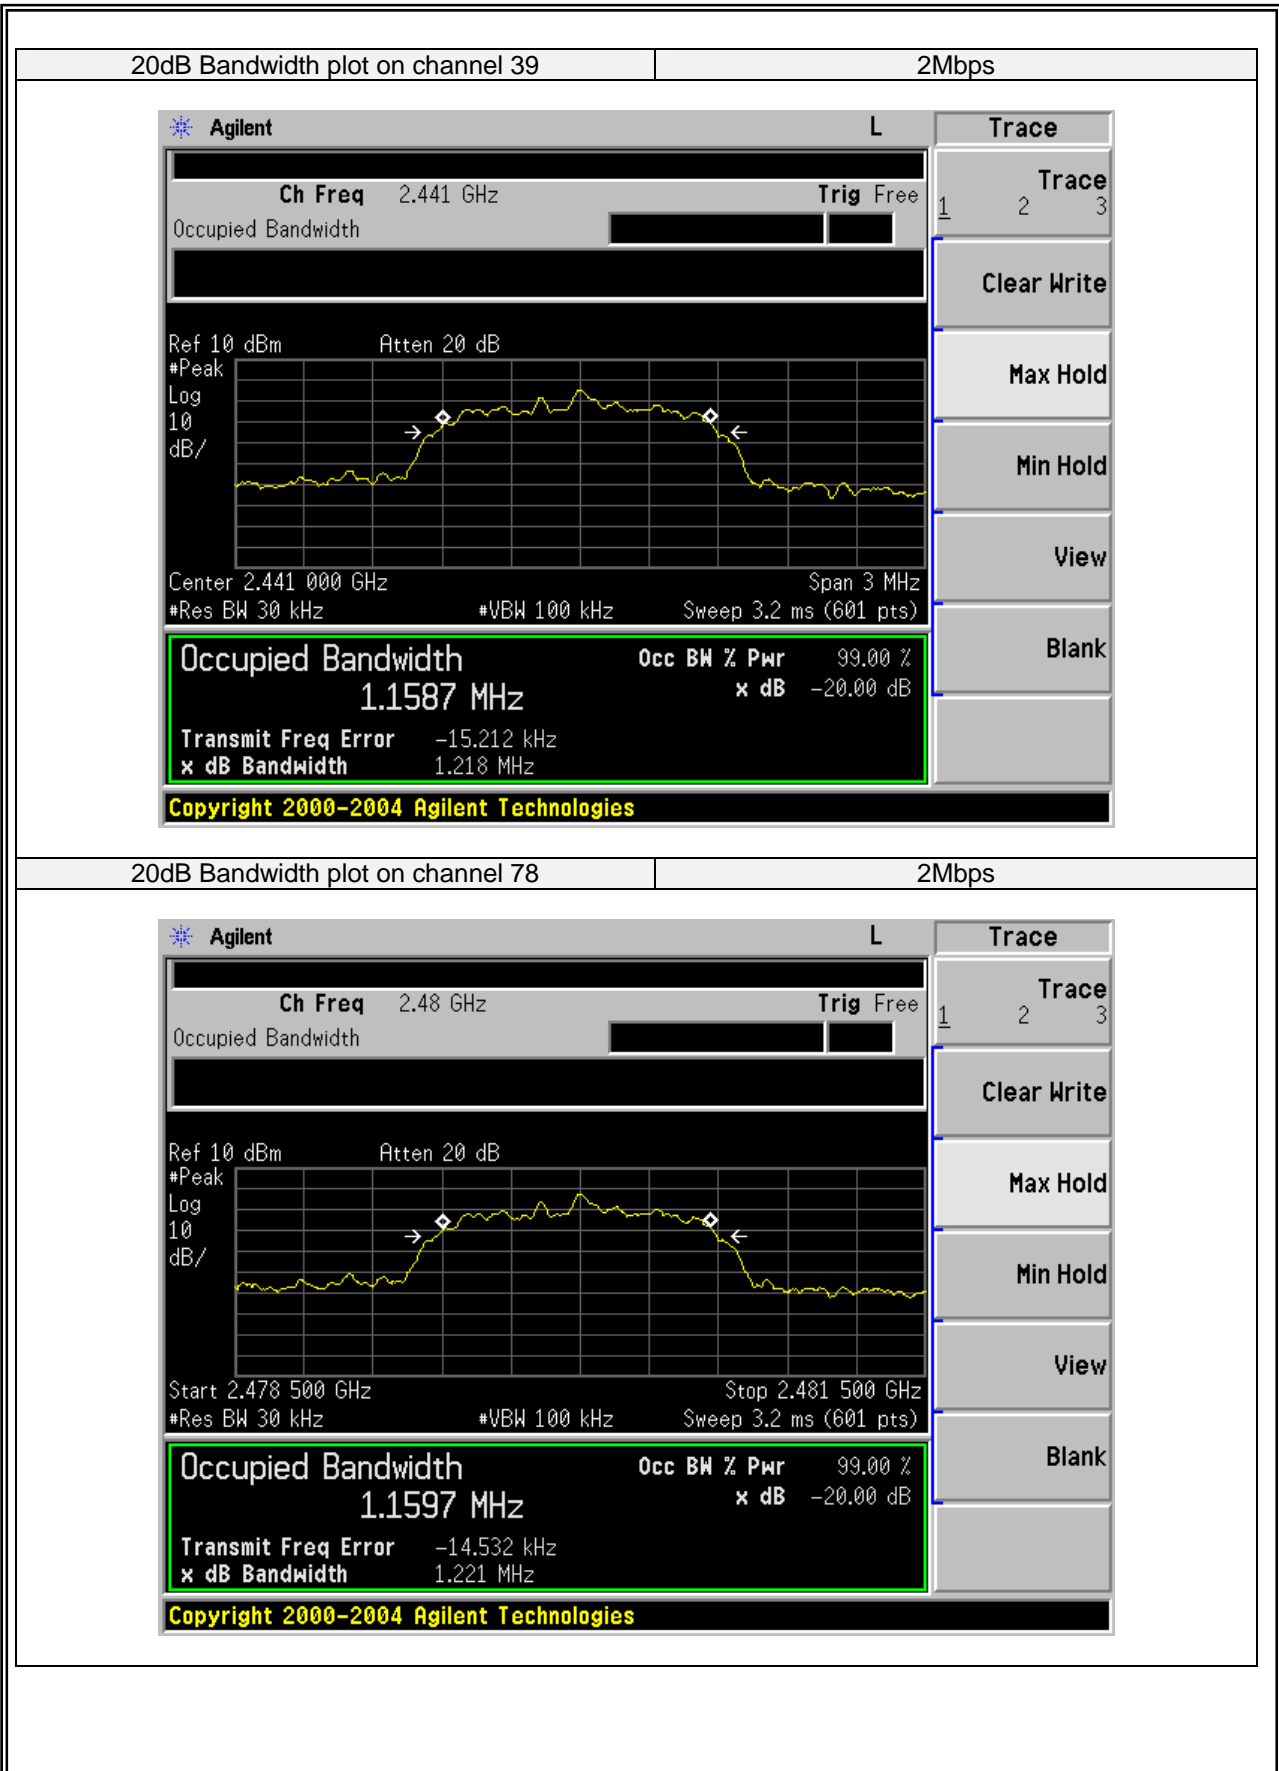 20dB Bandwidth plot on channel 39 2Mbps
Agilent L Trace
Ch Freq 2.441 GHz Trig Free
Occupied Bandwidth
Trace
1 2 3
Clear Write
Max Hold
Min Hold
View
Blank
Ref 10 dBm Atten 20 dB
#Peak
Log
10
dB/
Center 2.441 000 GHz Span 3 MHz
#Res BW 30 kHz #VBW 100 kHz Sweep 3.2 ms (601 pts)
Occupied Bandwidth Occ BW % Pwr 99.00 %
1.1587 MHz x dB -20.00 dB
Transmit Freq Error -15.212 kHz
x dB Bandwidth 1.218 MHz
Copyright 2000-2004 Agilent Technologies
20dB Bandwidth plot on channel 78 2Mbps
Agilent L Trace
Ch Freq 2.48 GHz Trig Free
Occupied Bandwidth
Trace
1 2 3
Clear Write
Max Hold
Min Hold
View
Blank
Ref 10 dBm Atten 20 dB
#Peak
Log
10
dB/
Start 2.478 500 GHz Stop 2.481 500 GHz
#Res BW 30 kHz #VBW 100 kHz Sweep 3.2 ms (601 pts)
Occupied Bandwidth Occ BW % Pwr 99.00 %
1.1597 MHz x dB -20.00 dB
Transmit Freq Error -14.532 kHz
x dB Bandwidth 1.221 MHz
Copyright 2000-2004 Agilent Technologies